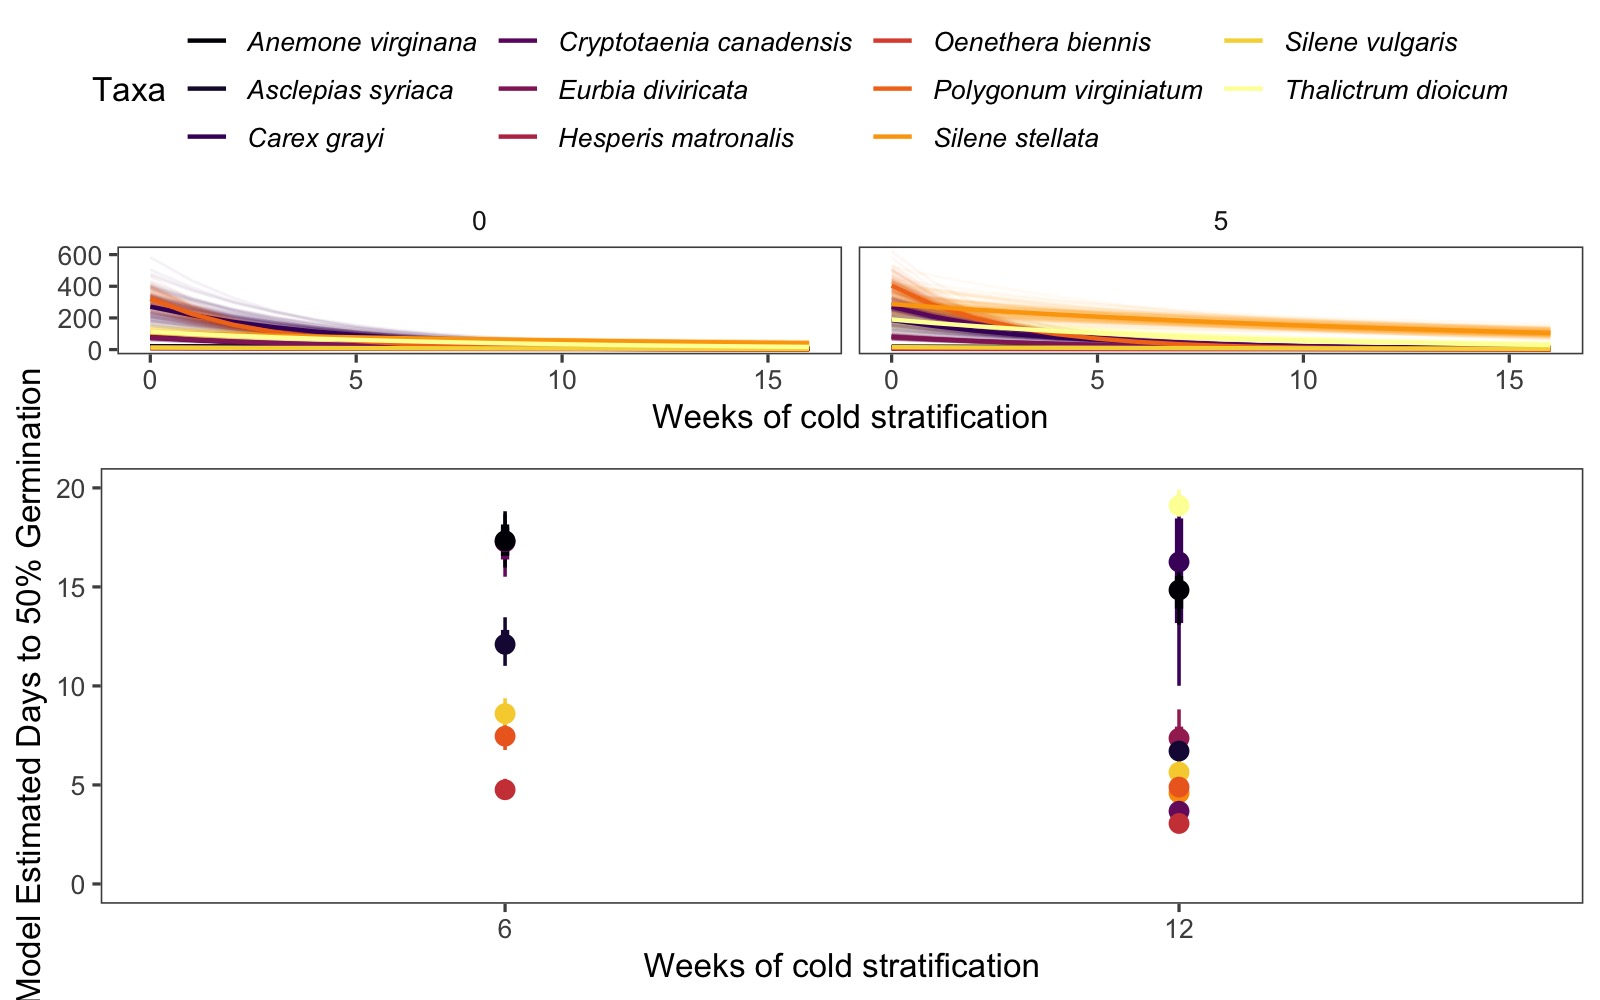 Anemone virginana Cryptotaenia canadensis Oenethera biennis Silene vulgaris
Taxa Asclepias syriaca Eurbia diviricata Polygonum virginiatum Thalictrum dioicum
Carex grayi Hesperis matronalis Silene stellata
0 5
600
400
200
0
0 5 10 15 0 5 10 15
Weeks of cold stratification
Model Estimated Days to 50% Germination
20
15
10
5
0
6 12
Weeks of cold stratification